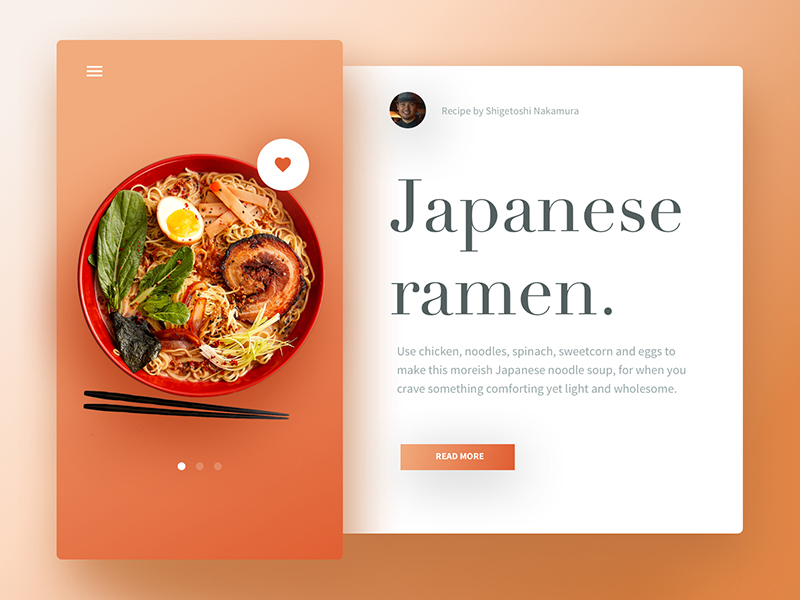 Recipe by Shigetoshi Nakamura
Japanese
ramen.
Use chicken, noodles, spinach, sweetcorn and eggs to
make this moreish Japanese noodle soup, for when you
crave something comforting yet light and wholesome.
READ MORE